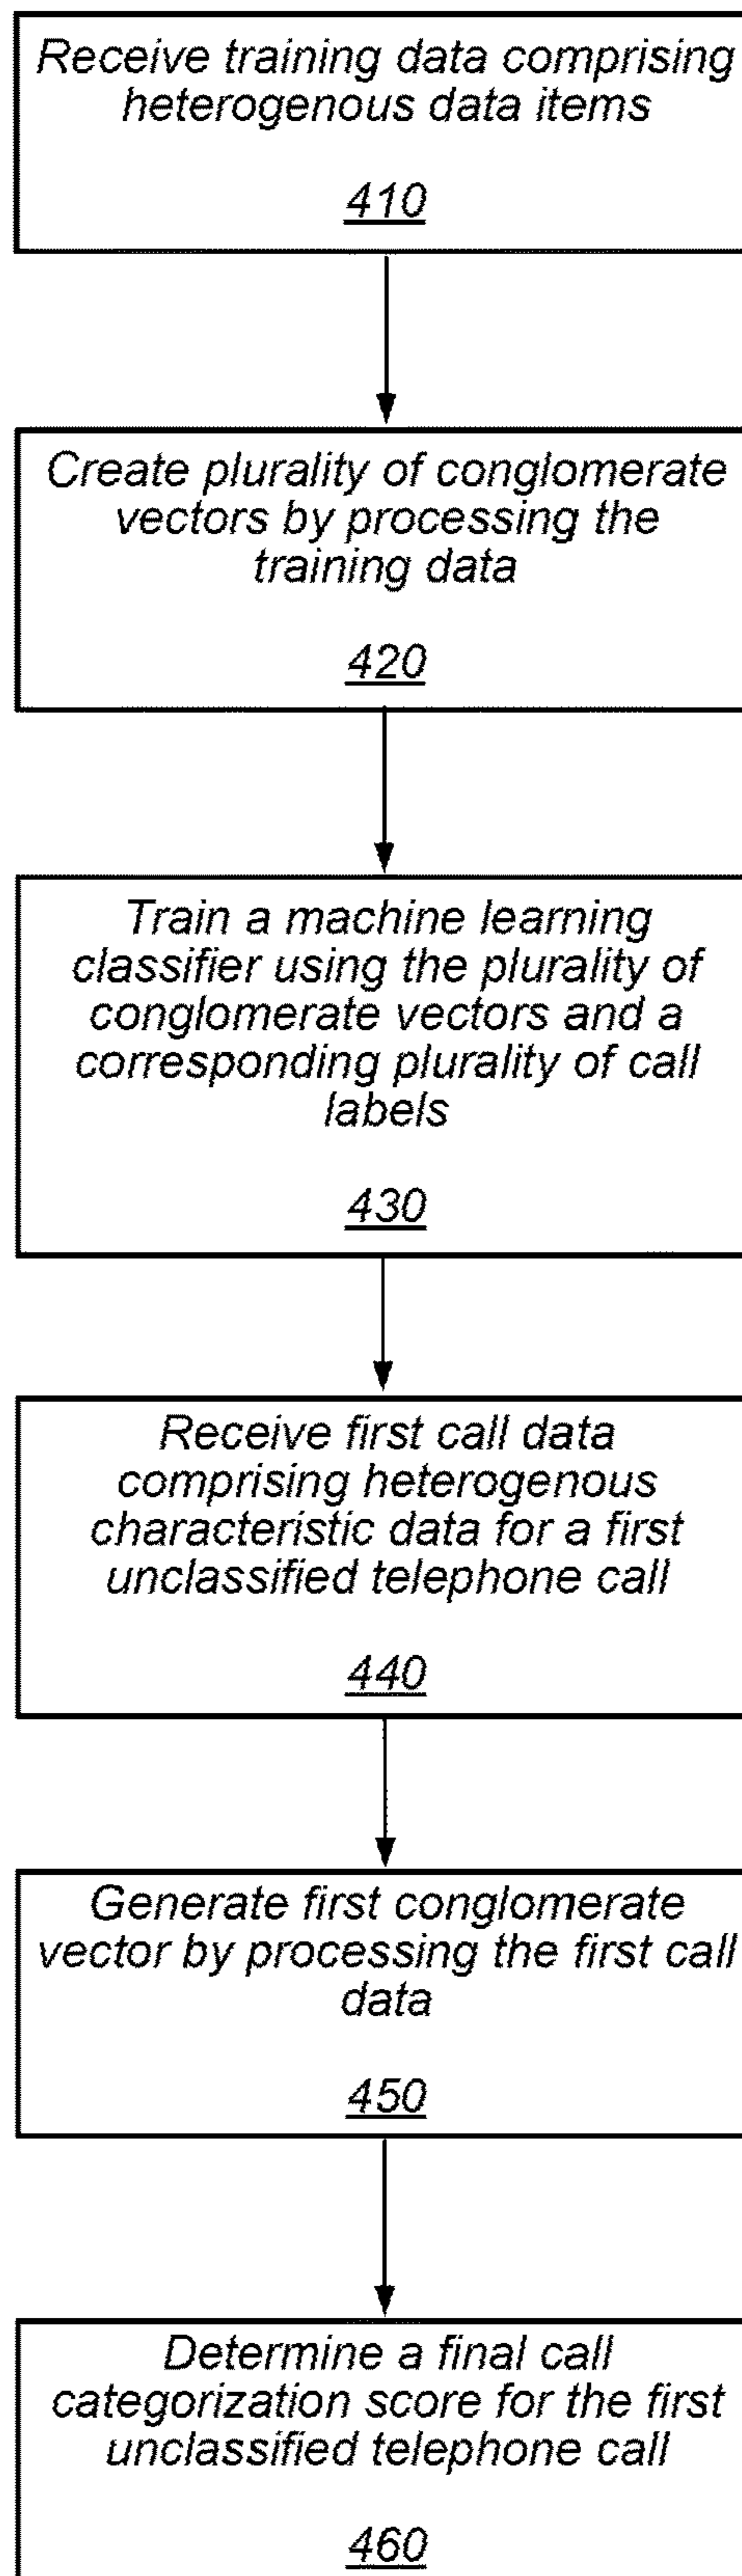 Receive training data comprising
heterogenous data items
410
Create plurality of conglomerate
vectors by processing the
training data
420
Train a machine learning
classifier using the plurality of
conglomerate vectors and a
corresponding plurality of call
labels
430
Receive first call data
comprising heterogenous
characteristic data for a first
unclassified telephone call
440
Generate first conglomerate
vector by processing the first call
data
450
Determine a final call
categorization score for the first
unclassified telephone call
460